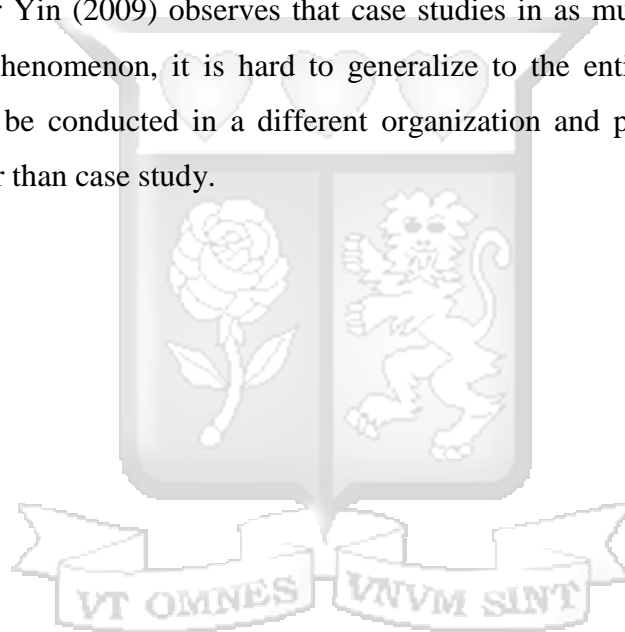 r Yin (2009) observes that case studies in as mu
henomenon, it is hard to generalize to the enti
be conducted in a different organization and p
r than case study.
VT OMNES VNVM SINT